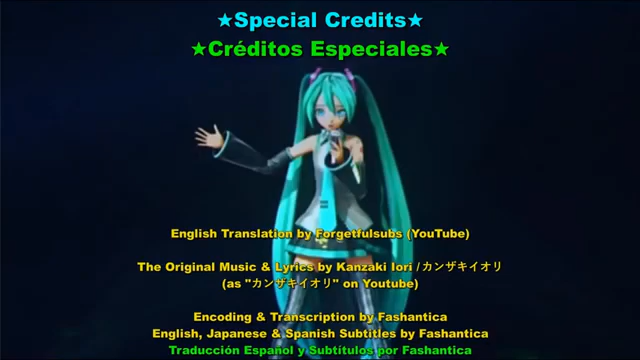 ★Special Credits★
★Créditos Especiales★
English Translation by Forgetfulsubs (YouTube)
The Original Music & Lyrics by Kanzaki Iori /カンザキイオリ
(as "カンザキイオリ" on Youtube)
Encoding & Transcription by Fashantica
English, Japanese & Spanish Subtitles by Fashantica
Traducción Espanol y Subtítulos por Fashantica